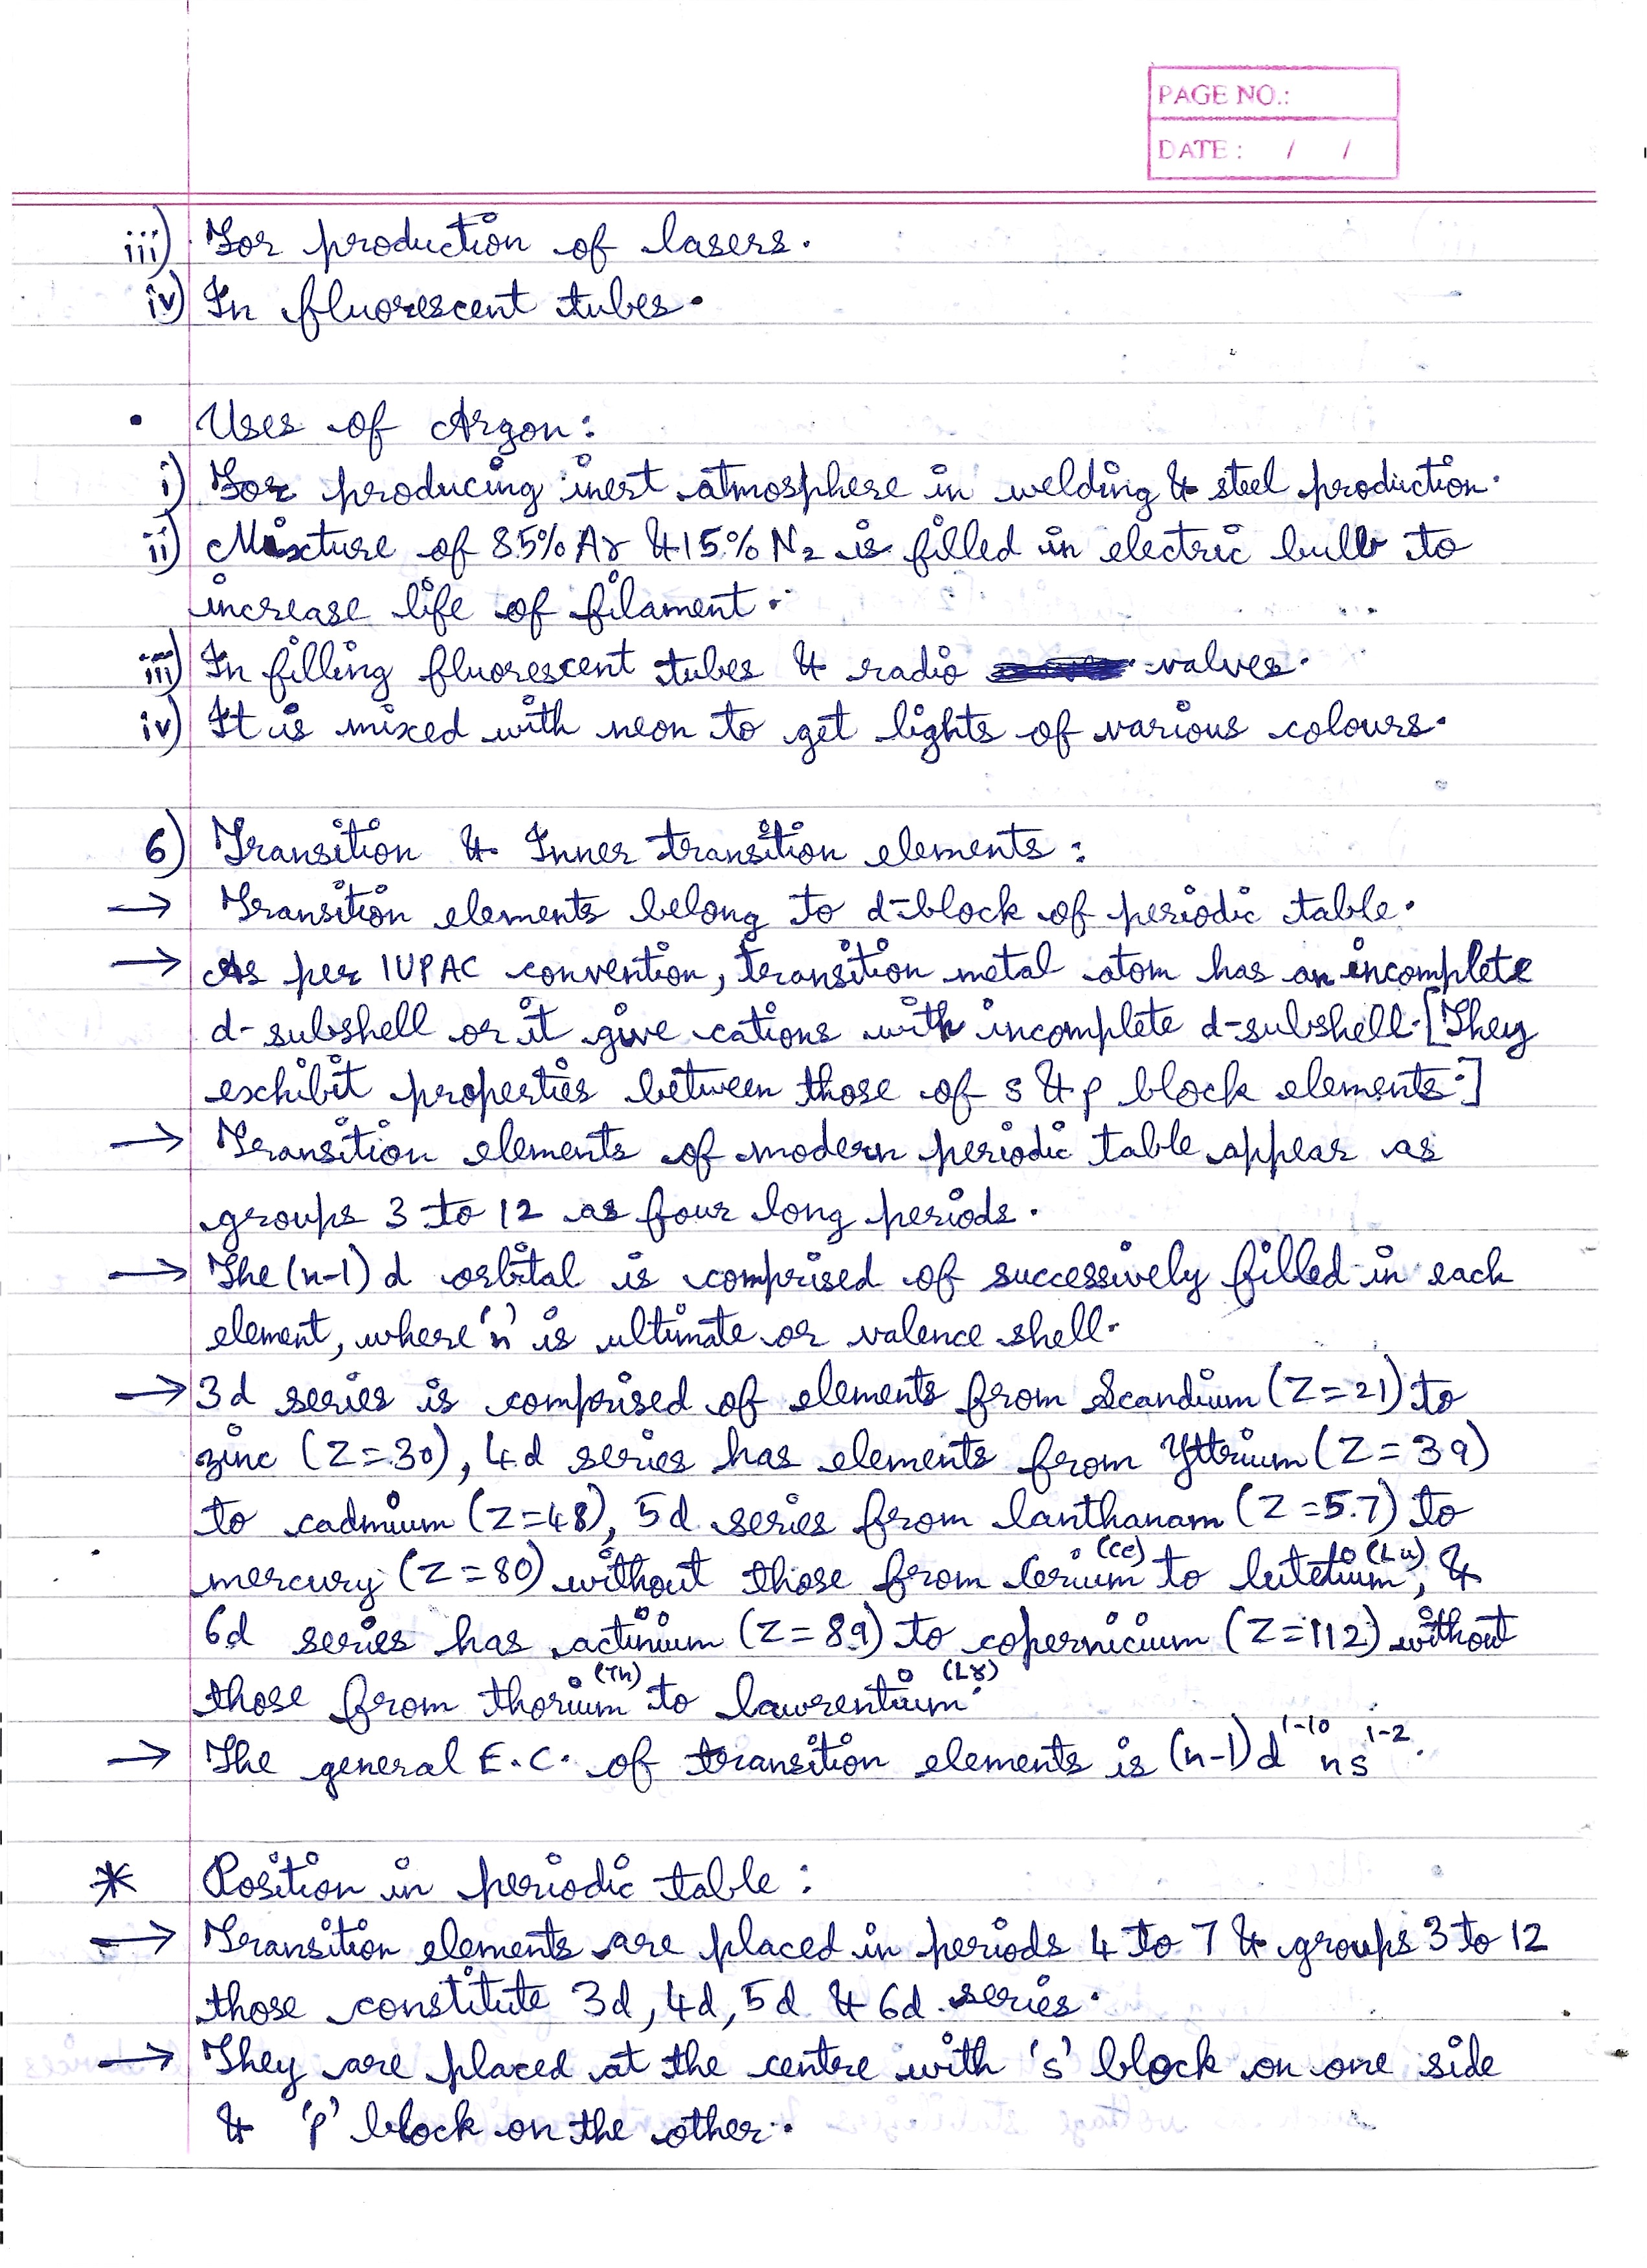 PAGE NO.:
DATE : / /
iii) For production of lasers.
iv) In fluorescent tubes.
• Uses of Argon:
i) For producing inert atmosphere in welding & steel production.
ii) Mixture of 85% Ar & 15% N2 is filled in electric bulb to
increase life of filament.
iii) In filling fluorescent tubes & radio valves.
iv) It is mixed with neon to get lights of various colours.
6) Transition & Inner transition elements :
→ Transition elements belong to d-block of periodic table.
→ As per IUPAC convention, transition metal atom has an incomplete
d-subshell or it give cations with incomplete d-subshell. [They
exhibit properties between those of s & p block elements.]
→ Transition elements of modern periodic table appear as
groups 3 to 12 as four long periods.
→ The (n-1) d orbital is comprised of successively filled in each
element, where 'n' is ultimate or valence shell.
→ 3d series is comprised of elements from Scandium (Z=21) to
zinc (Z=30), 4d series has elements from Yttrium (Z=39)
to cadmium (Z=48), 5d series from lanthanam (Z=57) to
mercury (Z=80) without those from Cerium (Ce) to lutetium (Lu), &
6d series has actinium (Z=89) to copernicium (Z=112) without
those from thorium (Th) to lawrentium (Lr).
→ The general E.C. of transition elements is (n-1)d^1-10 ns^1-2.
* Position in periodic table :
→ Transition elements are placed in periods 4 to 7 & groups 3 to 12
those constitute 3d, 4d, 5d & 6d series.
→ They are placed at the centre with 's' block on one side
& 'p' block on the other.